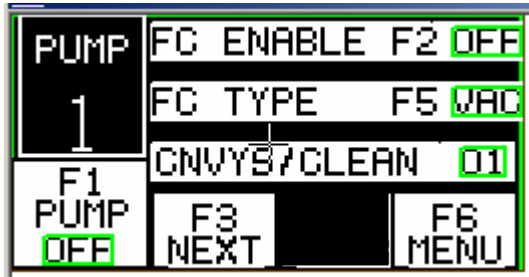 PUMP
1
FC ENABLE F2 OFF
FC TYPE F5 VAC
CNVYS/CLEAN 01
F1
PUMP
OFF
F3
NEXT
F6
MENU